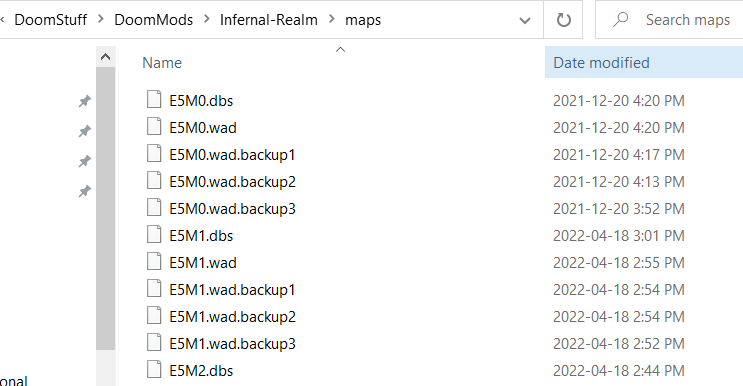 DoomStuff > DoomMods > Infernal-Realm > maps
Search maps
Name Date modified
E5M0.dbs 2021-12-20 4:20 PM
E5M0.wad 2021-12-20 4:20 PM
E5M0.wad.backup1 2021-12-20 4:17 PM
E5M0.wad.backup2 2021-12-20 4:13 PM
E5M0.wad.backup3 2021-12-20 3:52 PM
E5M1.dbs 2022-04-18 3:01 PM
E5M1.wad 2022-04-18 2:55 PM
E5M1.wad.backup1 2022-04-18 2:54 PM
E5M1.wad.backup2 2022-04-18 2:54 PM
E5M1.wad.backup3 2022-04-18 2:52 PM
E5M2.dbs 2022-04-18 2:44 PM
onal